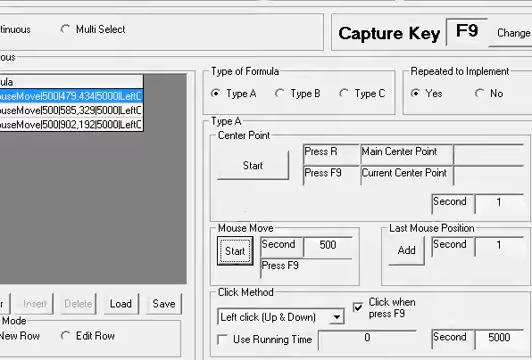 tinuous Multi Select
Capture Key F9 Change
ous
ula
ouseMove|500|479,434|5000|LeftC
ouseMove|500|585,329|5000|LeftC
ouseMove|500|902,192|5000|LeftC
Type of Formula
Type A Type B Type C
Repeated to Implement
Yes No
Type A
Center Point
Start
Press R Main Center Point
Press F9 Current Center Point
Second 1
Mouse Move
Start Second 500
Press F9
Last Mouse Position
Add Second 1
Click Method
Left click (Up & Down)
Click when
press F9
Use Running Time 0
Second 5000
r Insert Delete Load Save
Mode
New Row Edit Row